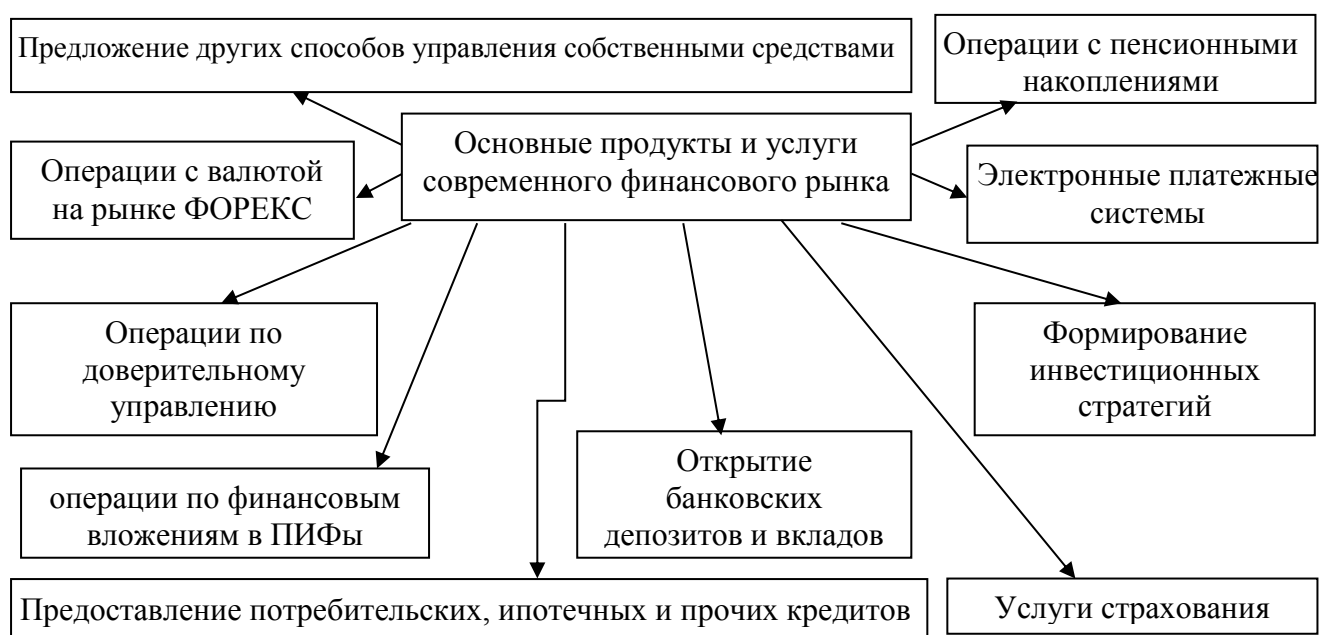 Предложение других способов управления собственными средствами
Операции с пенсионными
накоплениями
Основные продукты и услуги
современного финансового рынка
Операции с валютой
на рынке ФОРЕКС
Электронные платежные
системы
Операции по
доверительному
управлению
Формирование
инвестиционных
стратегий
операции по финансовым
вложениям в ПИФы
Открытие
банковских
депозитов и вкладов
Предоставление потребительских, ипотечных и прочих кредитов
Услуги страхования